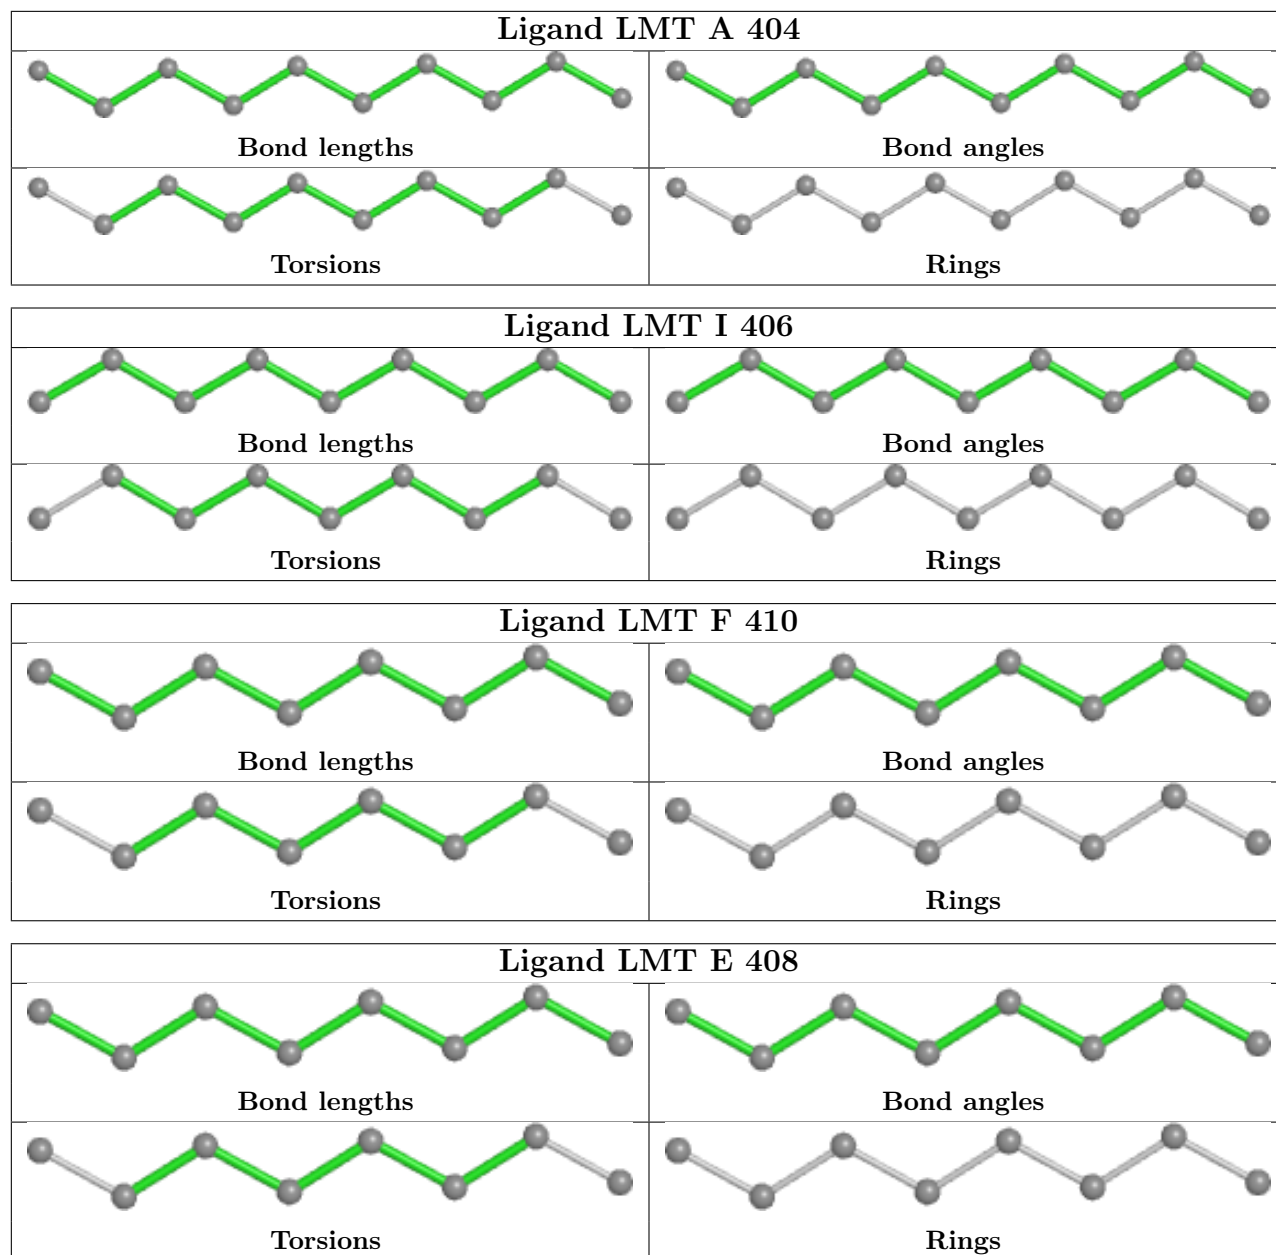 Ligand LMT A 404
Bond lengths Bond angles
Torsions Rings
Ligand LMT I 406
Bond lengths Bond angles
Torsions Rings
Ligand LMT F 410
Bond lengths Bond angles
Torsions Rings
Ligand LMT E 408
Bond lengths Bond angles
Torsions Rings